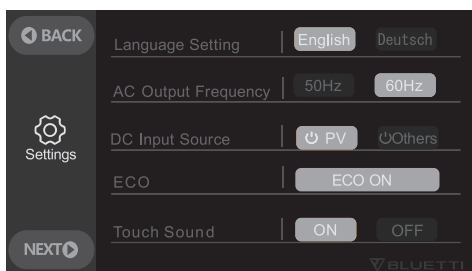 BACK
Language Setting English Deutsch
AC Output Frequency 50Hz 60Hz
Settings
DC Input Source PV Others
ECO ECO ON
Touch Sound ON OFF
NEXT
BLUETTI